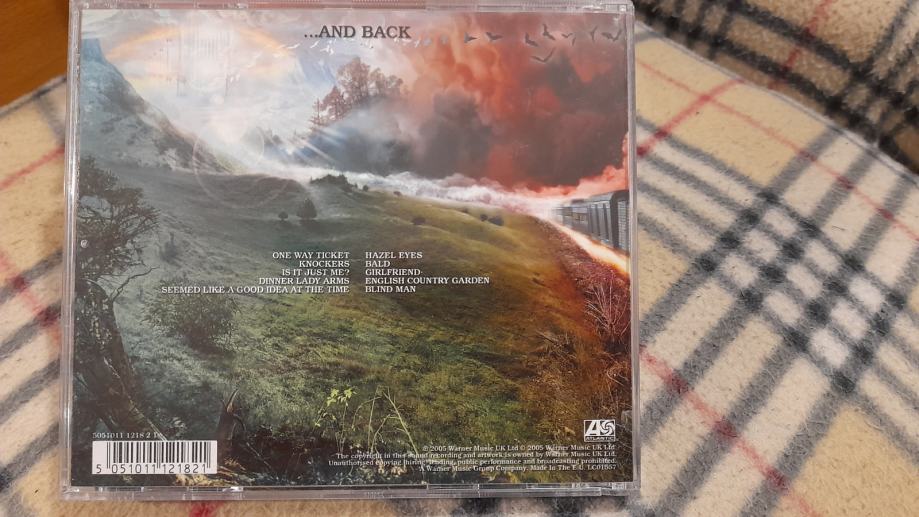 ...AND BACK
ONE WAY TICKET
KNOCKERS
IS IT JUST ME?
DINNER LADY ARMS
SEEMED LIKE A GOOD IDEA AT THE TIME
HAZEL EYES
BALD
GIRLFRIEND
ENGLISH COUNTRY GARDEN
BLIND MAN
5051011 1218 2 1
5 051011 121821
ATLANTIC
℗ 2005 Warner Music UK Ltd © 2005 Warner Music UK Ltd.
The copyright in this sound recording and artwork is owned by Warner Music UK Ltd.
Unauthorised copying, hiring, lending, public performance and broadcasting prohibited.
A Warner Music Group Company. Made In The E.U. LC01557